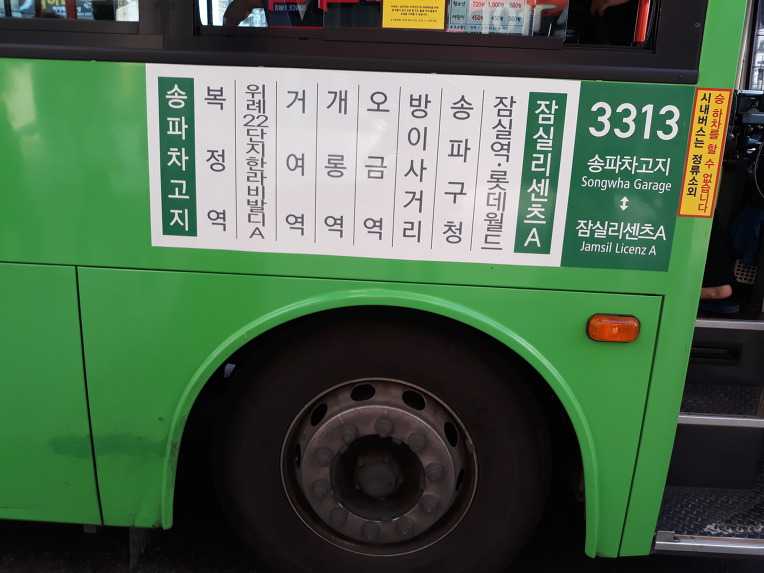 송파차고지
복정역
위례22단지한라비발디A
거여역
개롱역
오금역
방이사거리
송파구청
잠실역·롯데월드
잠실리센츠A
3313
송파차고지
Songwha Garage
↕
잠실리센츠A
Jamsil Licenz A
시내버스는 정류소외
승하차를 할 수 없습니다